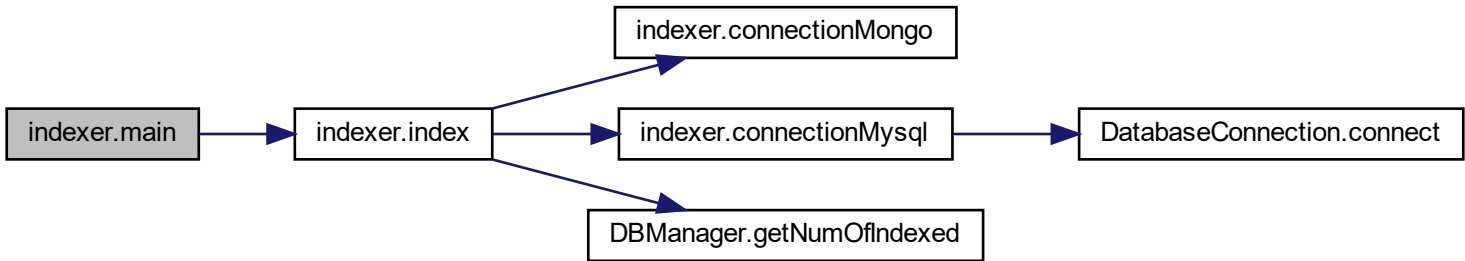 indexer.main
indexer.index
indexer.connectionMongo
indexer.connectionMysql
DatabaseConnection.connect
DBManager.getNumOfIndexed